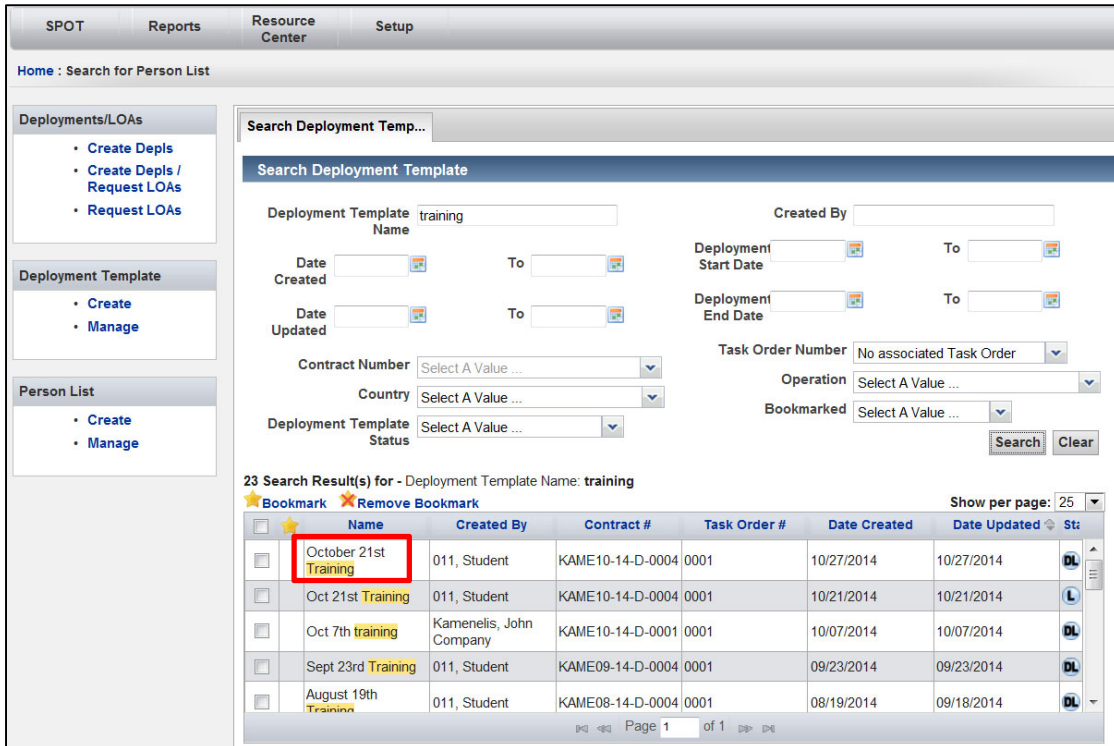 SPOT Reports Resource Center Setup
Home : Search for Person List
Deployments/LOAs
• Create Depls
• Create Depls /
Request LOAs
• Request LOAs
Deployment Template
• Create
• Manage
Person List
• Create
• Manage
Search Deployment Temp...
Search Deployment Template
Deployment Template Name training
Created By
Date Created To
Deployment Start Date To
Date Updated To
Deployment End Date To
Contract Number Select A Value ...
Task Order Number No associated Task Order
Country Select A Value ...
Operation Select A Value ...
Deployment Template Status Select A Value ...
Bookmarked Select A Value ...
Search Clear
23 Search Result(s) for - Deployment Template Name: training
Bookmark Remove Bookmark Show per page: 25
Name Created By Contract # Task Order # Date Created Date Updated Sta
October 21st Training 011, Student KAME10-14-D-0004 0001 10/27/2014 10/27/2014 DL
Oct 21st Training 011, Student KAME10-14-D-0004 0001 10/21/2014 10/21/2014 L
Oct 7th training Kamenelis, John Company KAME10-14-D-0001 0001 10/07/2014 10/07/2014 DL
Sept 23rd Training 011, Student KAME09-14-D-0004 0001 09/23/2014 09/23/2014 DL
August 19th Training 011, Student KAME08-14-D-0004 0001 08/19/2014 09/18/2014 DL
Page 1 of 1